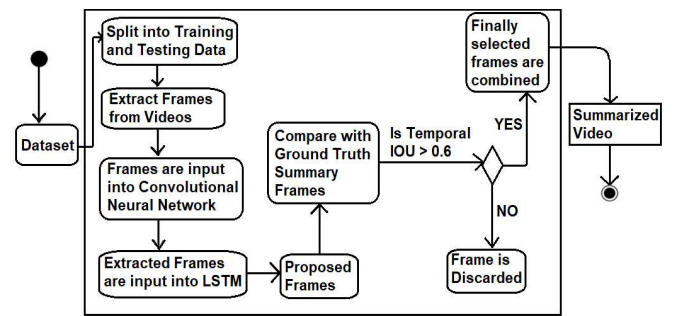 Dataset
Split into Training
and Testing Data
Extract Frames
from Videos
Frames are input
into Convolutional
Neural Network
Extracted Frames
are input into LSTM
Proposed
Frames
Compare with
Ground Truth
Summary
Frames
Is Temporal
IOU > 0.6
YES
NO
Frame is
Discarded
Finally
selected
frames are
combined
Summarized
Video